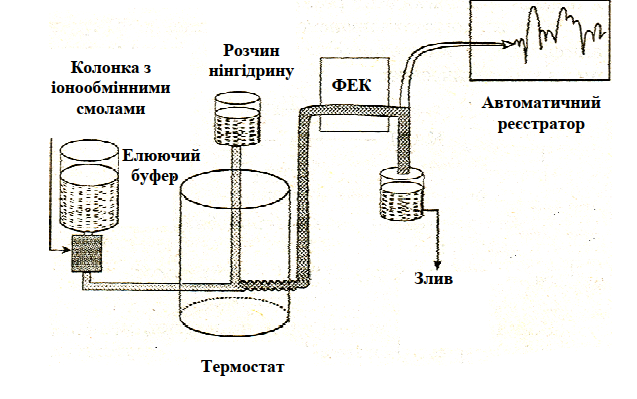 Колонка з
іонообмінними
смолами
Розчин
нінгідрину
ФЕК
Автоматичний
реєстратор
Елюючий
буфер
Злив
Термостат